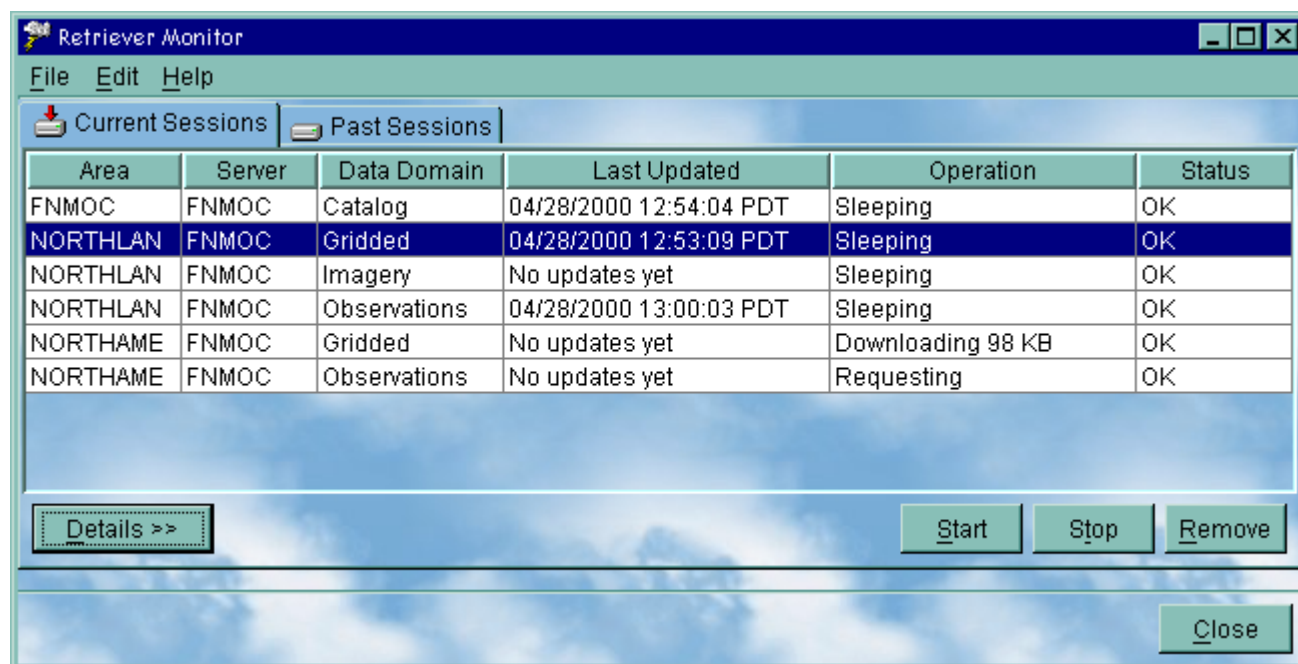 Retriever Monitor
File Edit Help
Current Sessions Past Sessions
Area Server Data Domain Last Updated Operation Status
FNMOC FNMOC Catalog 04/28/2000 12:54:04 PDT Sleeping OK
NORTHLAN FNMOC Gridded 04/28/2000 12:53:09 PDT Sleeping OK
NORTHLAN FNMOC Imagery No updates yet Sleeping OK
NORTHLAN FNMOC Observations 04/28/2000 13:00:03 PDT Sleeping OK
NORTHAME FNMOC Gridded No updates yet Downloading 98 KB OK
NORTHAME FNMOC Observations No updates yet Requesting OK
Details >> Start Stop Remove
Close